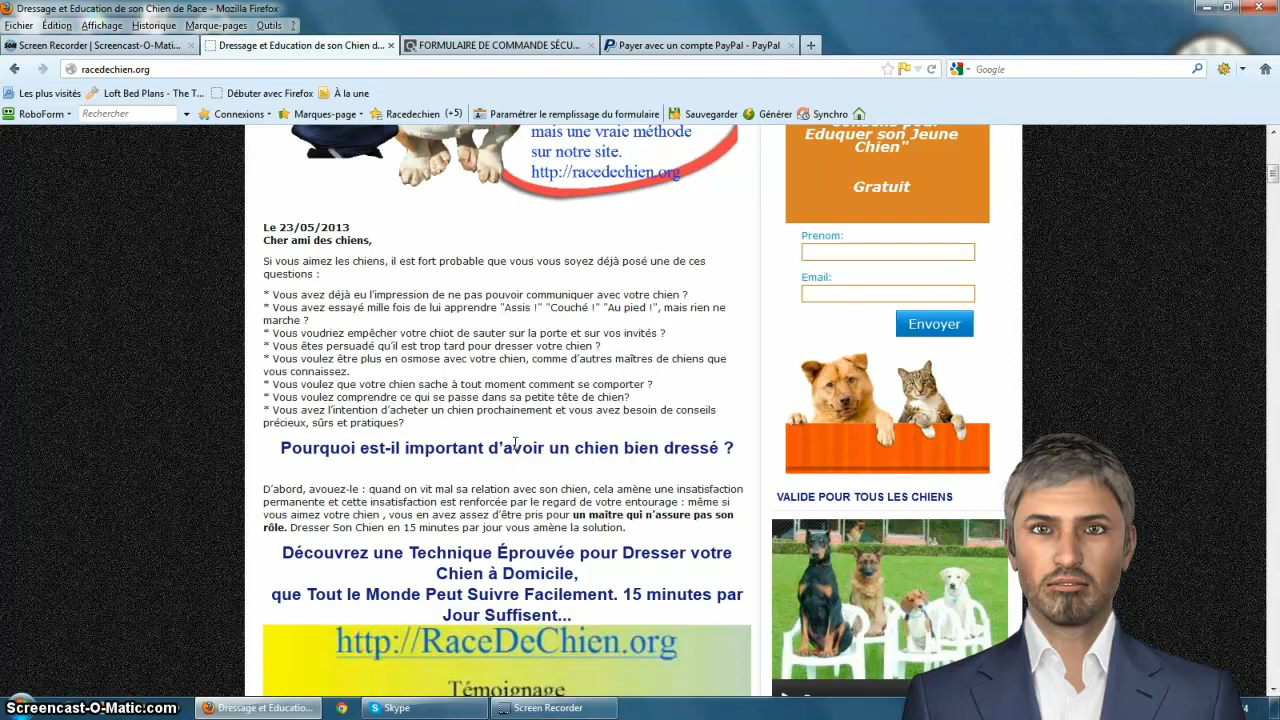 Dressage et Education de son Chien de Race - Mozilla Firefox
Fichier Édition Affichage Historique Marque-pages Outils ?
Screen Recorder | Screencast-O-Matic... × Dressage et Education de son Chien d... × FORMULAIRE DE COMMANDE SÉCU... × Payer avec un compte PayPal - PayPal × +
racedechien.org Google
Les plus visités Loft Bed Plans - The T... Débuter avec Firefox À la une
RoboForm Rechercher Connexions Marque-pages Racedechien (+5) Paramétrer le remplissage du formulaire Sauvegarder Générer Synchro
mais une vraie méthode
sur notre site.
http://racedechien.org
Le 23/05/2013
Cher ami des chiens,
Si vous aimez les chiens, il est fort probable que vous vous soyez déjà posé une de ces
questions :
* Vous avez déjà eu l'impression de ne pas pouvoir communiquer avec votre chien ?
* Vous avez essayé mille fois de lui apprendre "Assis !" "Couché !" "Au pied !", mais rien ne
marche ?
* Vous voudriez empêcher votre chiot de sauter sur la porte et sur vos invités ?
* Vous êtes persuadé qu'il est trop tard pour dresser votre chien ?
* Vous voulez être plus en osmose avec votre chien, comme d'autres maîtres de chiens que
vous connaissez.
* Vous voulez que votre chien sache à tout moment comment se comporter ?
* Vous voulez comprendre ce qui se passe dans sa petite tête de chien?
* Vous avez l'intention d'acheter un chien prochainement et vous avez besoin de conseils
précieux, sûrs et pratiques?
Pourquoi est-il important d'avoir un chien bien dressé ?
D'abord, avouez-le : quand on vit mal sa relation avec son chien, cela amène une insatisfaction
permanente et cette insatisfaction est renforcée par le regard de votre entourage : même si
vous aimez votre chien , vous en avez assez d'être pris pour un maître qui n'assure pas son
rôle. Dresser Son Chien en 15 minutes par jour vous amène la solution.
Découvrez une Technique Éprouvée pour Dresser votre
Chien à Domicile,
que Tout le Monde Peut Suivre Facilement. 15 minutes par
Jour Suffisent...
http://RaceDeChien.org
Témoignage
Eduquer son Jeune
Chien"
Gratuit
Prenom:
Email:
Envoyer
VALIDE POUR TOUS LES CHIENS
Screencast-O-Matic.com
Dressage et Educatio... Skype Screen Recorder